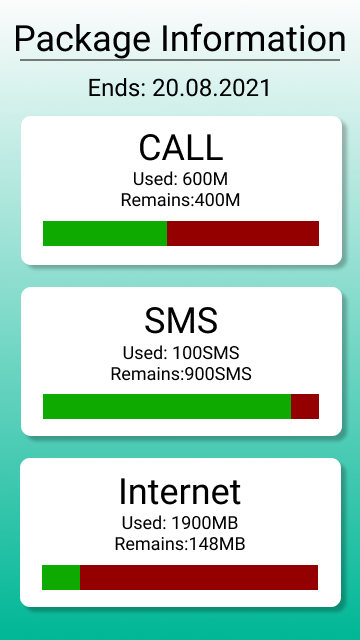 Package Information
Ends: 20.08.2021
CALL
Used: 600M
Remains:400M
SMS
Used: 100SMS
Remains:900SMS
Internet
Used: 1900MB
Remains:148MB